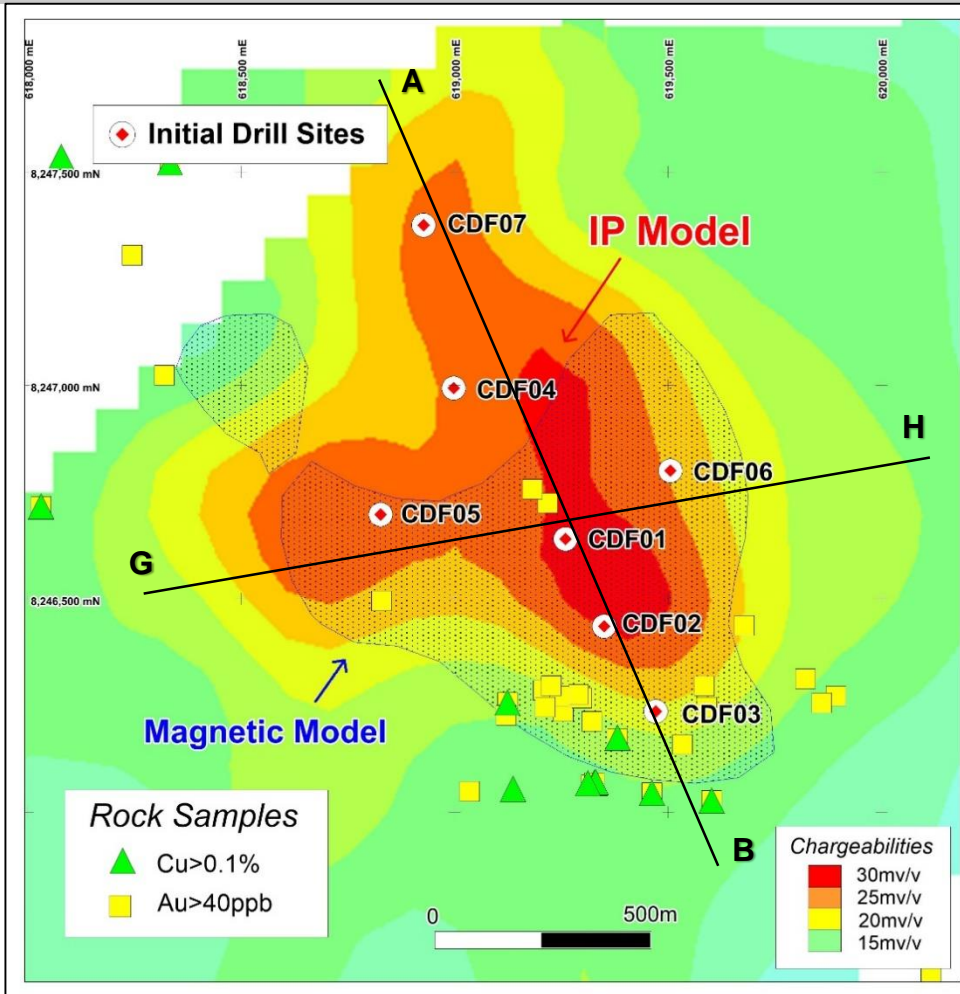 618,000 mE
618,500 mE
619,000 mE
619,500 mE
620,000 mE
A
Initial Drill Sites
8,247,500 mN
CDF07
IP Model
8,247,000 mN
CDF04
H
CDF06
CDF05
CDF01
G
8,246,500 mN
CDF02
CDF03
Magnetic Model
Rock Samples
Cu>0.1%
Au>40ppb
B
0
500m
Chargeabilities
30mv/v
25mv/v
20mv/v
15mv/v